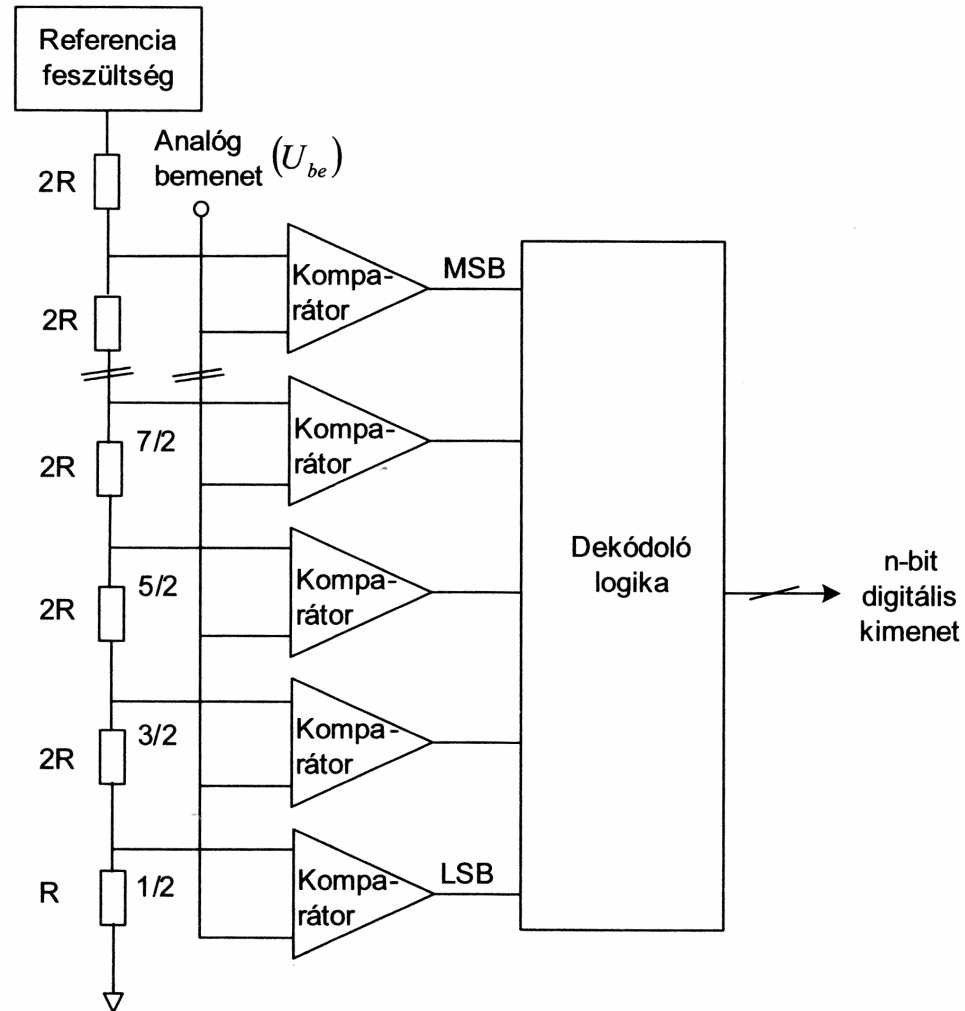 Referencia
feszültség
Analóg
bemenet (U_be)
2R
2R
Kompa-
rátor
MSB
7/2
2R
Kompa-
rátor
5/2
2R
Kompa-
rátor
Dekódoló
logika
n-bit
digitális
kimenet
3/2
2R
Kompa-
rátor
1/2
R
Kompa-
rátor
LSB